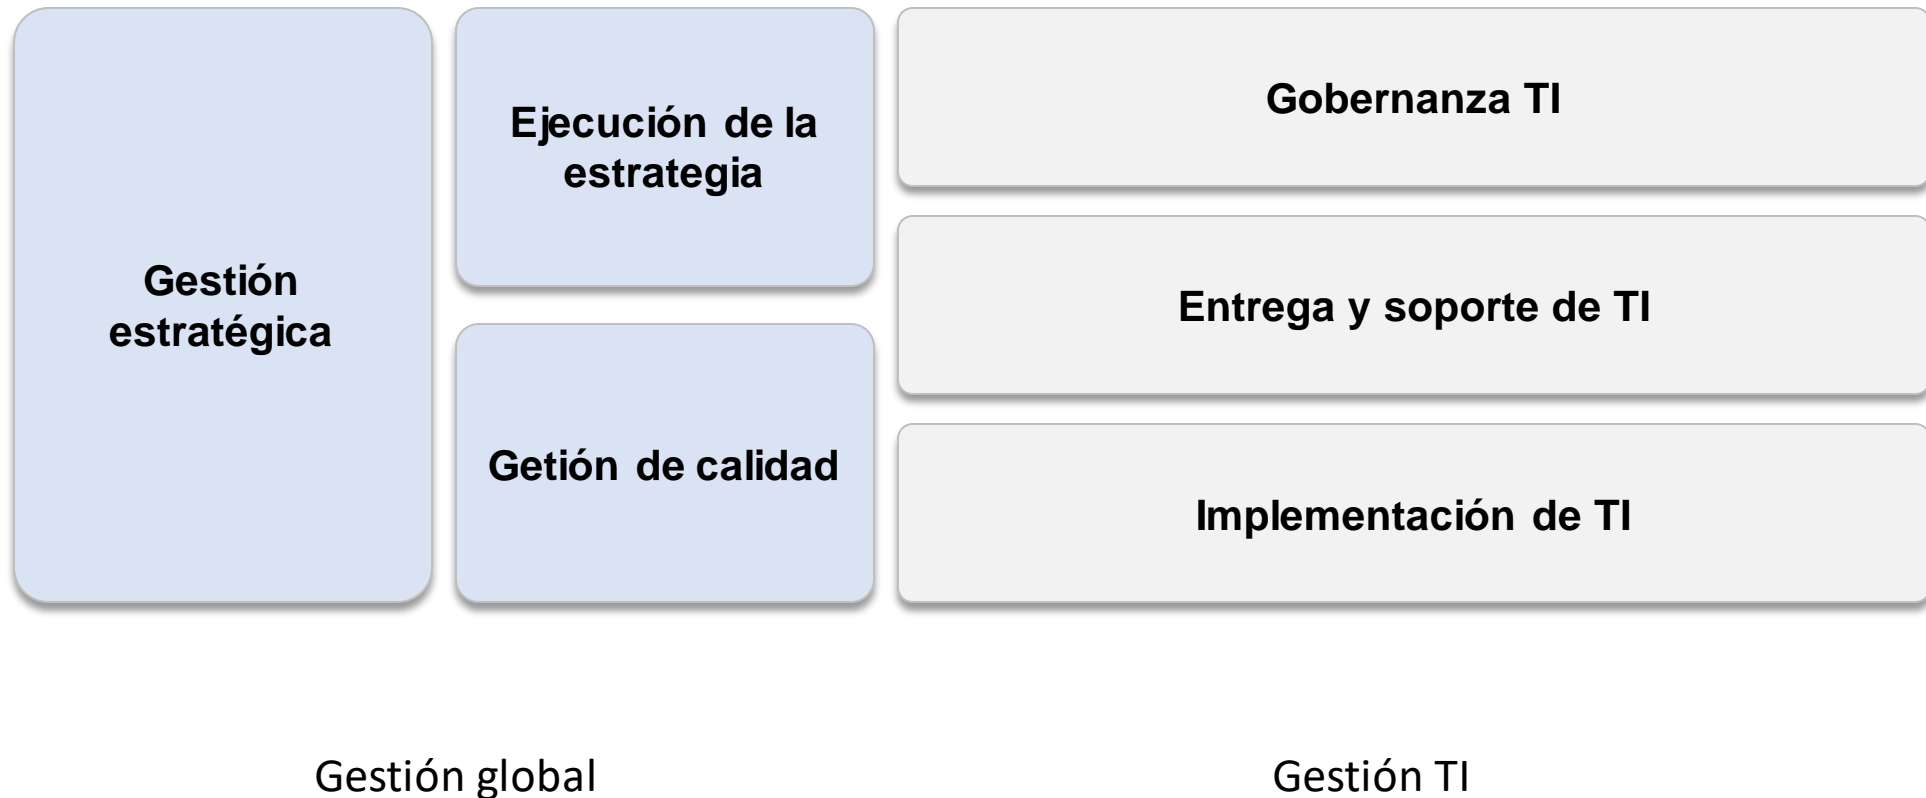 Gestión
estratégica
Ejecución de la
estrategia
Getión de calidad
Gobernanza TI
Entrega y soporte de TI
Implementación de TI
Gestión global
Gestión TI